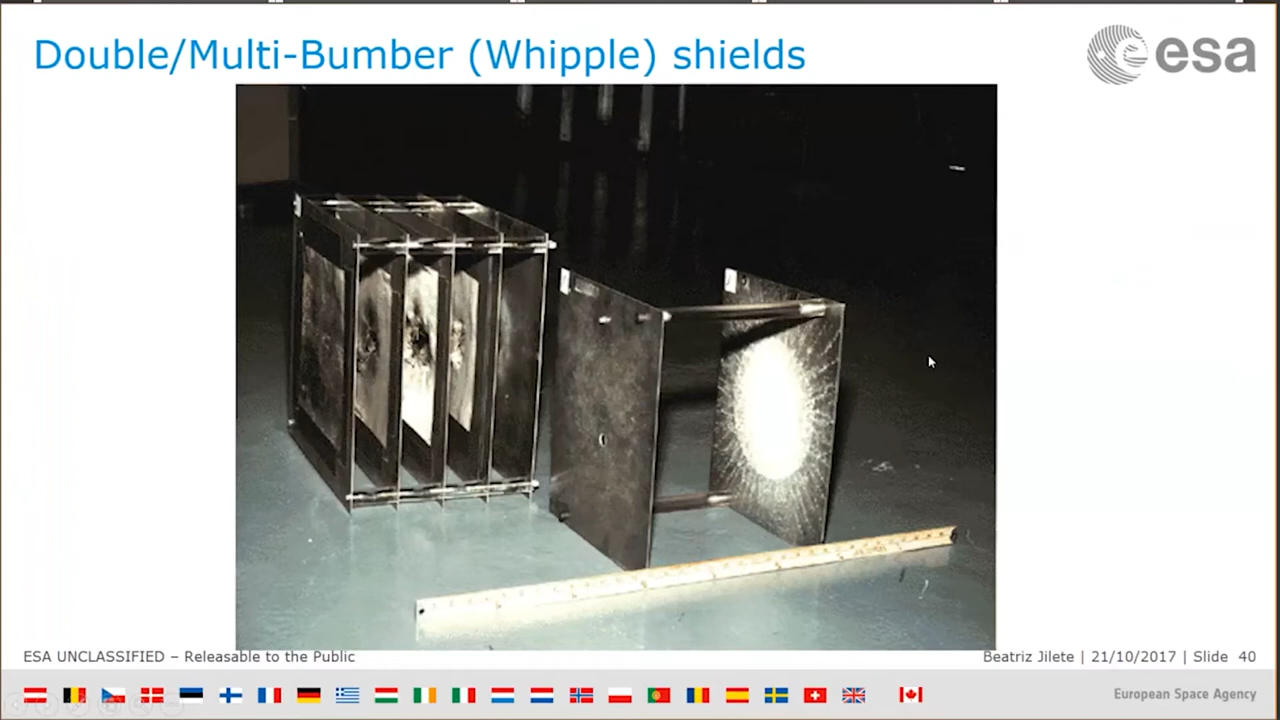 Double/Multi-Bumber (Whipple) shields
esa
ESA UNCLASSIFIED – Releasable to the Public
Beatriz Jilete | 21/10/2017 | Slide 40
European Space Agency